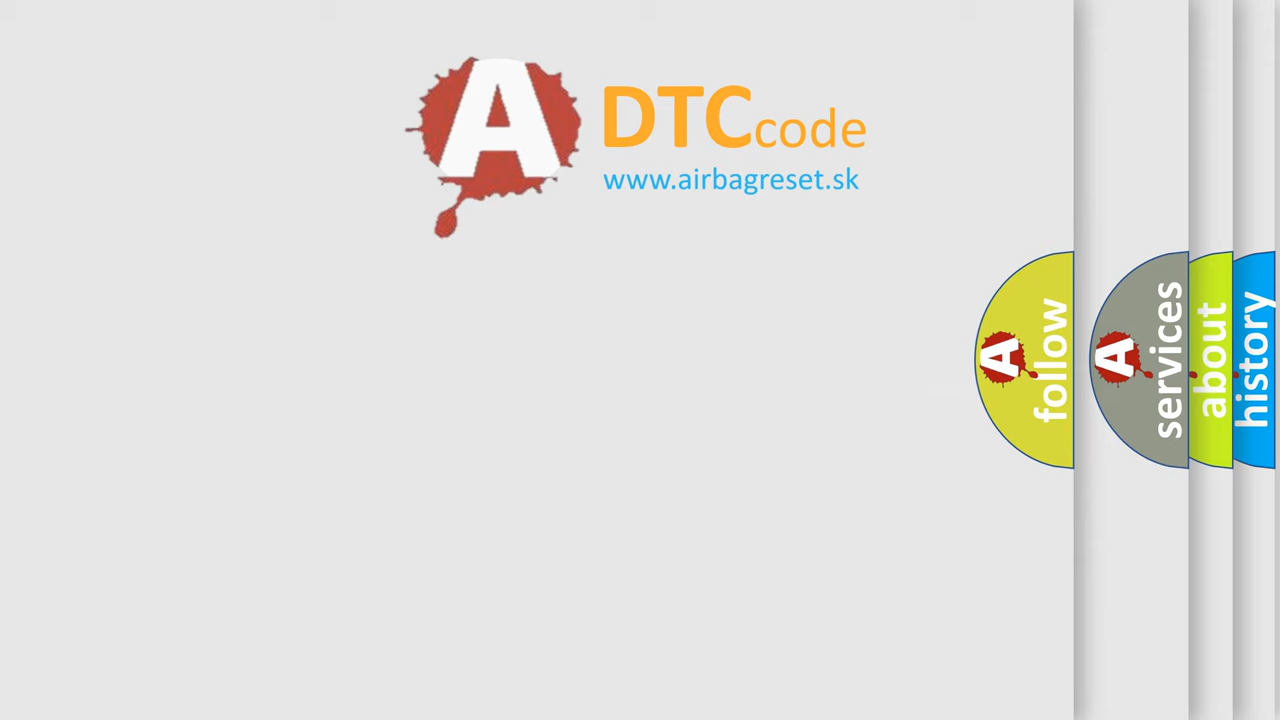 A
DTCcode
www.airbagreset.sk
A
follow
A
services
about
history